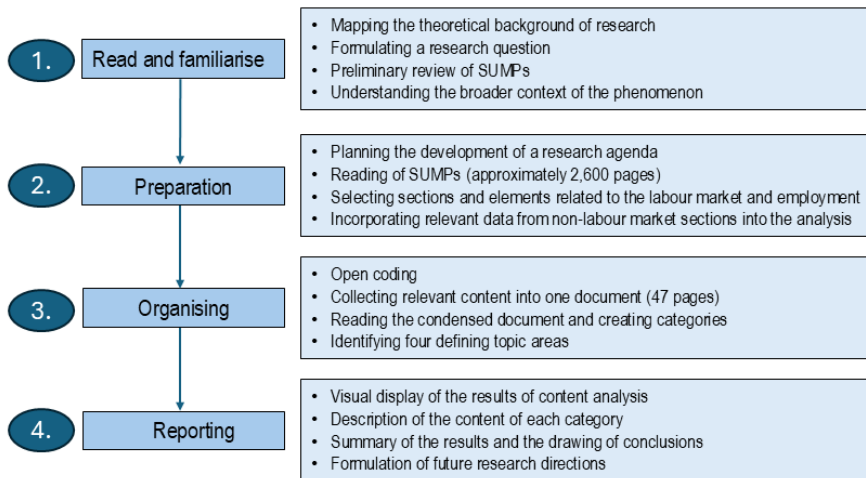 1.
Read and familiarise
• Mapping the theoretical background of research
• Formulating a research question
• Preliminary review of SUMPs
• Understanding the broader context of the phenomenon
2.
Preparation
• Planning the development of a research agenda
• Reading of SUMPs (approximately 2,600 pages)
• Selecting sections and elements related to the labour market and employment
• Incorporating relevant data from non-labour market sections into the analysis
3.
Organising
• Open coding
• Collecting relevant content into one document (47 pages)
• Reading the condensed document and creating categories
• Identifying four defining topic areas
4.
Reporting
• Visual display of the results of content analysis
• Description of the content of each category
• Summary of the results and the drawing of conclusions
• Formulation of future research directions